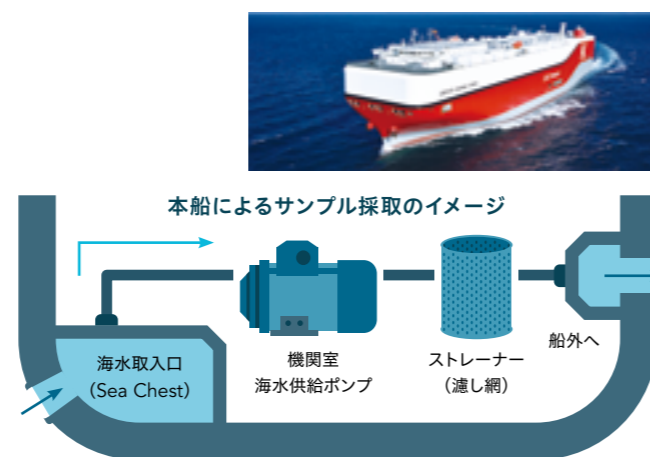 本船によるサンプル採取のイメージ
海水取入口
（Sea Chest）
機関室
海水供給ポンプ
ストレーナー
（濾し網）
船外へ